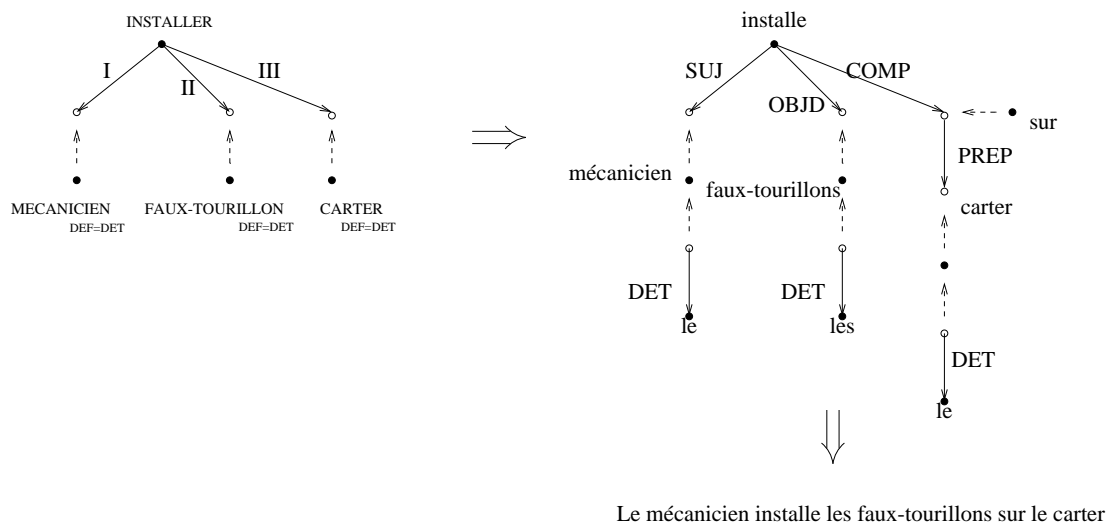 INSTALLER
I
II
III
MECANICIEN
DEF=DET
FAUX-TOURILLON
DEF=DET
CARTER
DEF=DET
installe
SUJ
OBJD
COMP
sur
PREP
mécanicien
faux-tourillons
carter
DET
DET
le
les
DET
le
Le mécanicien installe les faux-tourillons sur le carter